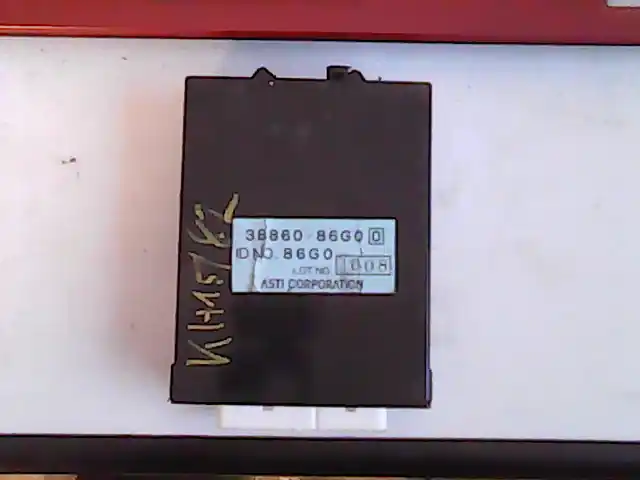 38860-86G0 0
ID NO. 86G0
LOT NO. 1008
ASTI CORPORATION